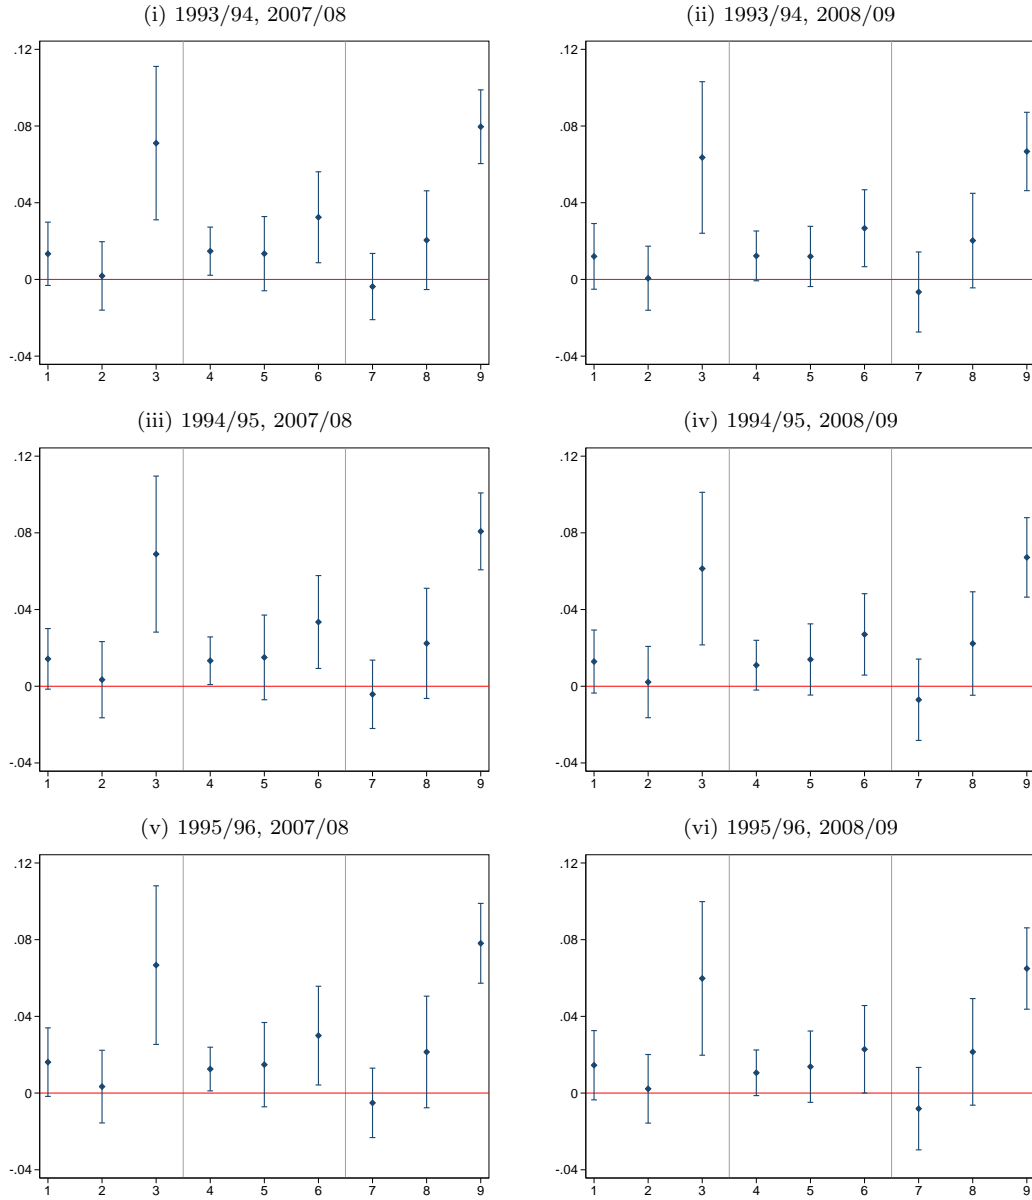 (i) 1993/94, 2007/08
.12
.08
.04
0
-.04
1 2 3 4 5 6 7 8 9
(ii) 1993/94, 2008/09
.12
.08
.04
0
-.04
1 2 3 4 5 6 7 8 9
(iii) 1994/95, 2007/08
.12
.08
.04
0
-.04
1 2 3 4 5 6 7 8 9
(iv) 1994/95, 2008/09
.12
.08
.04
0
-.04
1 2 3 4 5 6 7 8 9
(v) 1995/96, 2007/08
.12
.08
.04
0
-.04
1 2 3 4 5 6 7 8 9
(vi) 1995/96, 2008/09
.12
.08
.04
0
-.04
1 2 3 4 5 6 7 8 9